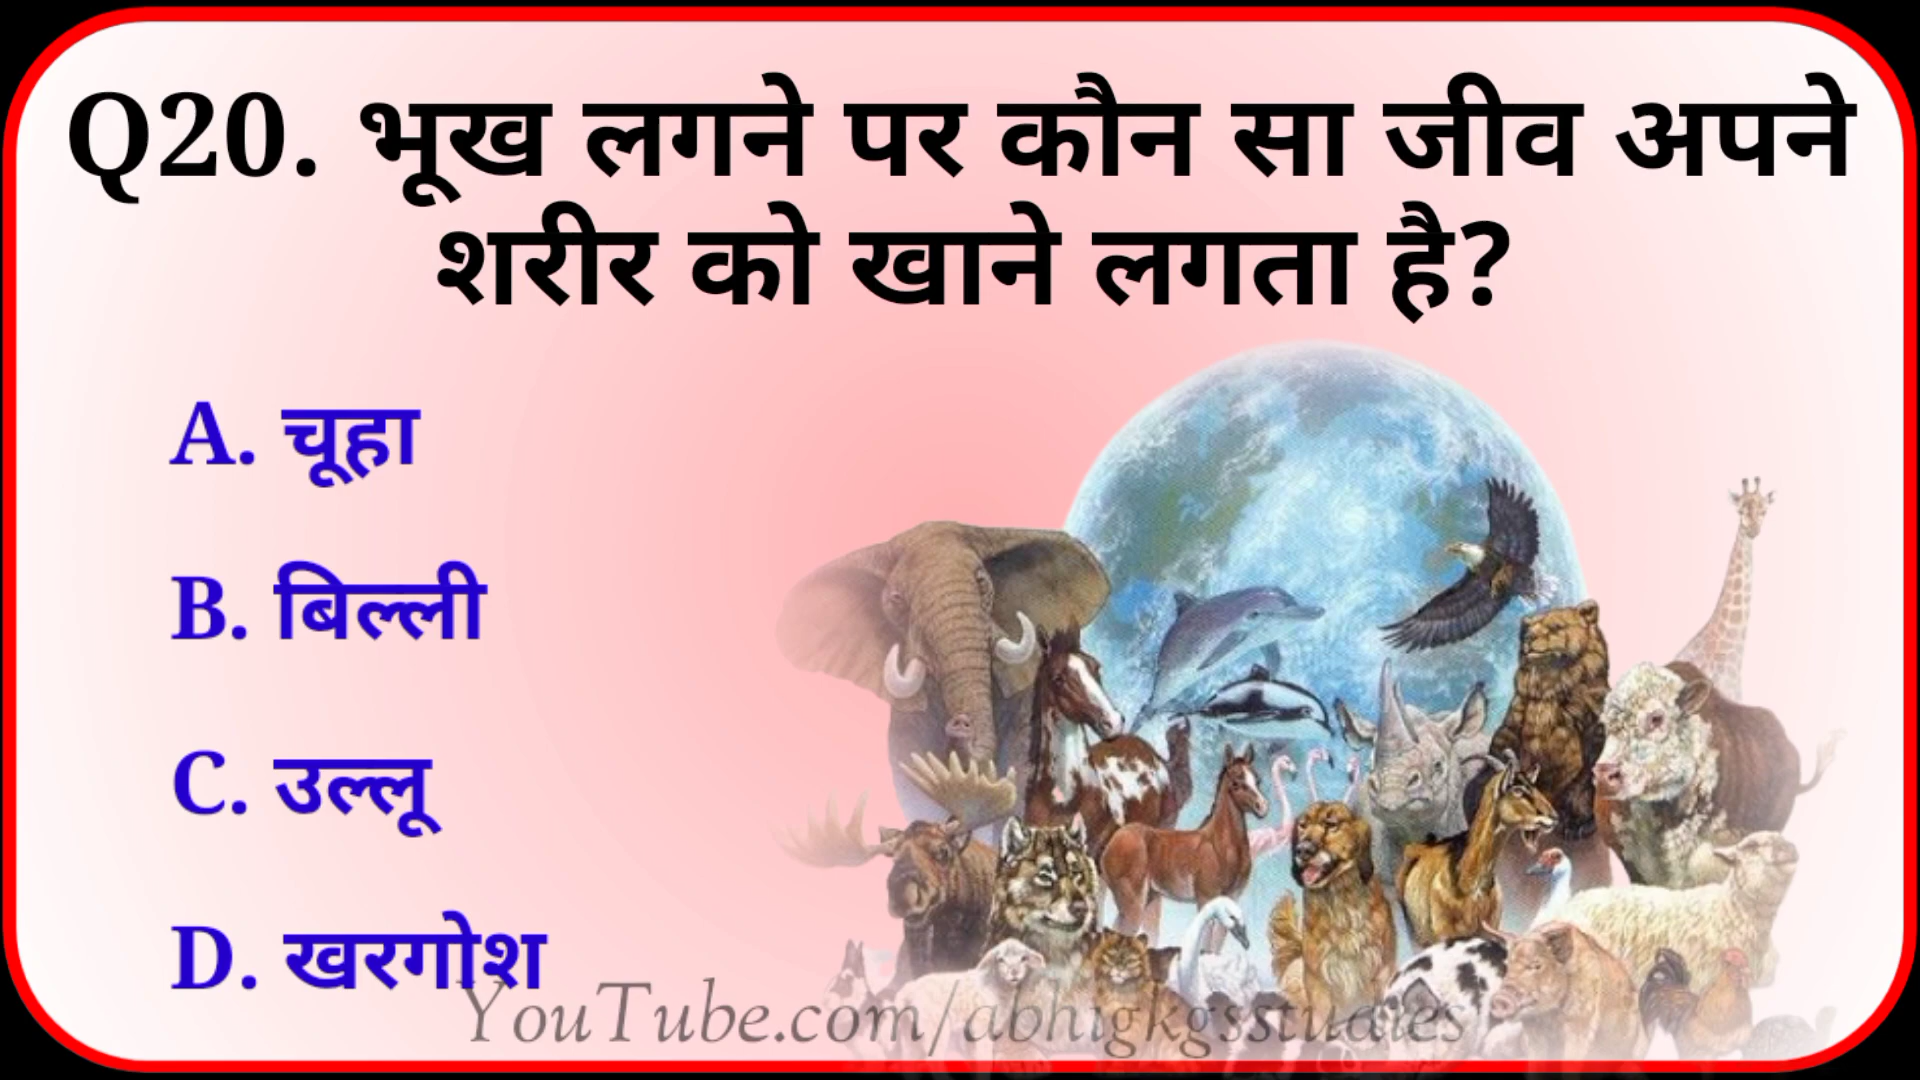 Q20. भूख लगने पर कौन सा जीव अपने
शरीर को खाने लगता है?
A. चूहा
B. बिल्ली
C. उल्लू
D. खरगोश
YouTube.com/abhigkgsstudies